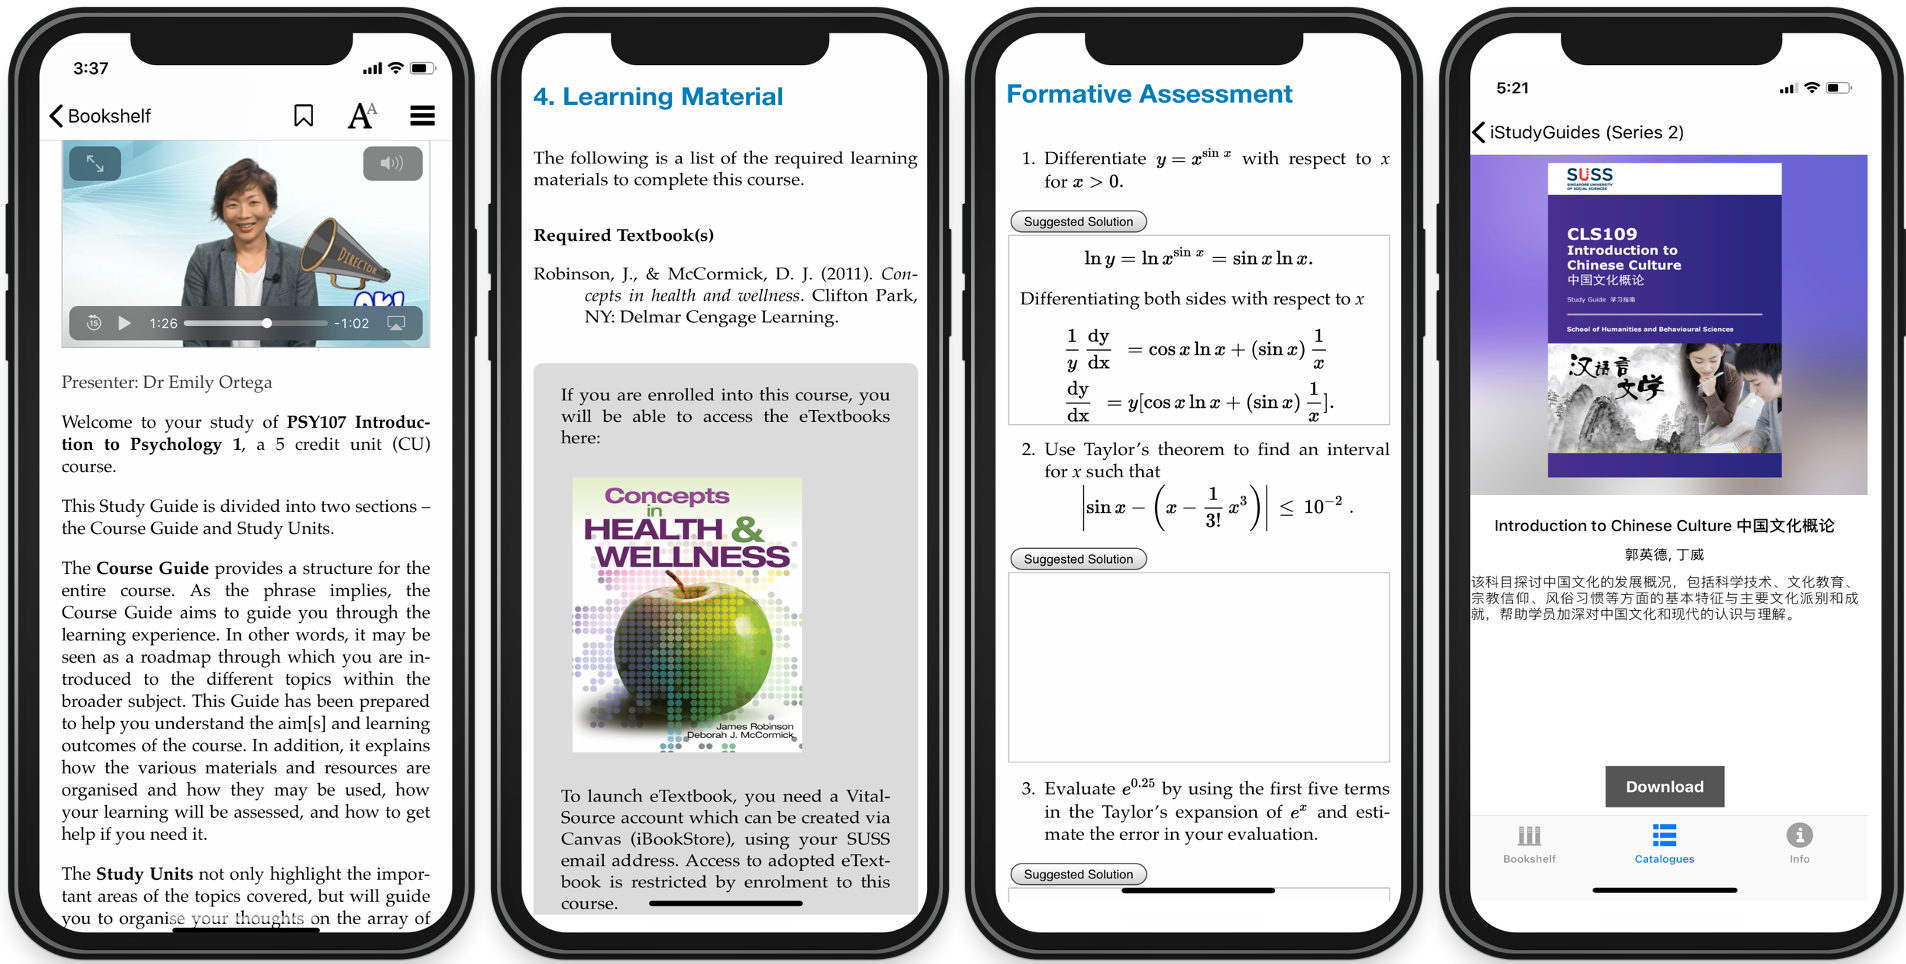 3:37
Bookshelf
AA
DIRECTOR
15
1:26
-1:02
Presenter: Dr Emily Ortega
Welcome to your study of PSY107 Introduc-
tion to Psychology 1, a 5 credit unit (CU)
course.
This Study Guide is divided into two sections –
the Course Guide and Study Units.
The Course Guide provides a structure for the
entire course. As the phrase implies, the
Course Guide aims to guide you through the
learning experience. In other words, it may be
seen as a roadmap through which you are in-
troduced to the different topics within the
broader subject. This Guide has been prepared
to help you understand the aim[s] and learning
outcomes of the course. In addition, it explains
how the various materials and resources are
organised and how they may be used, how
your learning will be assessed, and how to get
help if you need it.
The Study Units not only highlight the impor-
tant areas of the topics covered, but will guide
you to organise your thoughts on the array of
4. Learning Material
The following is a list of the required learning
materials to complete this course.
Required Textbook(s)
Robinson, J., & McCormick, D. J. (2011). Con-
cepts in health and wellness. Clifton Park,
NY: Delmar Cengage Learning.
If you are enrolled into this course, you
will be able to access the eTextbooks
here:
Concepts
in
HEALTH &
WELLNESS
James Robinson
Deborah J. McCormick
To launch eTextbook, you need a Vital-
Source account which can be created via
Canvas (iBookStore), using your SUSS
email address. Access to adopted eText-
book is restricted by enrolment to this
course.
Formative Assessment
1. Differentiate y = x^{sin x} with respect to x
for x > 0.
Suggested Solution
ln y = ln x^{sin x} = sin x ln x.
Differentiating both sides with respect to x
1/y dy/dx = cos x ln x + (sin x) 1/x
dy/dx = y[cos x ln x + (sin x) 1/x].
2. Use Taylor's theorem to find an interval
for x such that
|sin x − (x − 1/3! x³)| ≤ 10⁻² .
Suggested Solution
3. Evaluate e^{0.25} by using the first five terms
in the Taylor's expansion of e^x and esti-
mate the error in your evaluation.
Suggested Solution
5:21
iStudyGuides (Series 2)
SUSS
SINGAPORE UNIVERSITY
OF SOCIAL SCIENCES
CLS109
Introduction to
Chinese Culture
中国文化概论
Study Guide 学习指南
School of Humanities and Behavioural Sciences
汉语言
文学
Introduction to Chinese Culture 中国文化概论
郭英德, 丁威
该科目探讨中国文化的发展概况，包括科学技术、文化教育、
宗教信仰、风俗习惯等方面的基本特征与主要文化派别和成
就，帮助学员加深对中国文化和现代的认识与理解。
Download
Bookshelf
Catalogues
Info